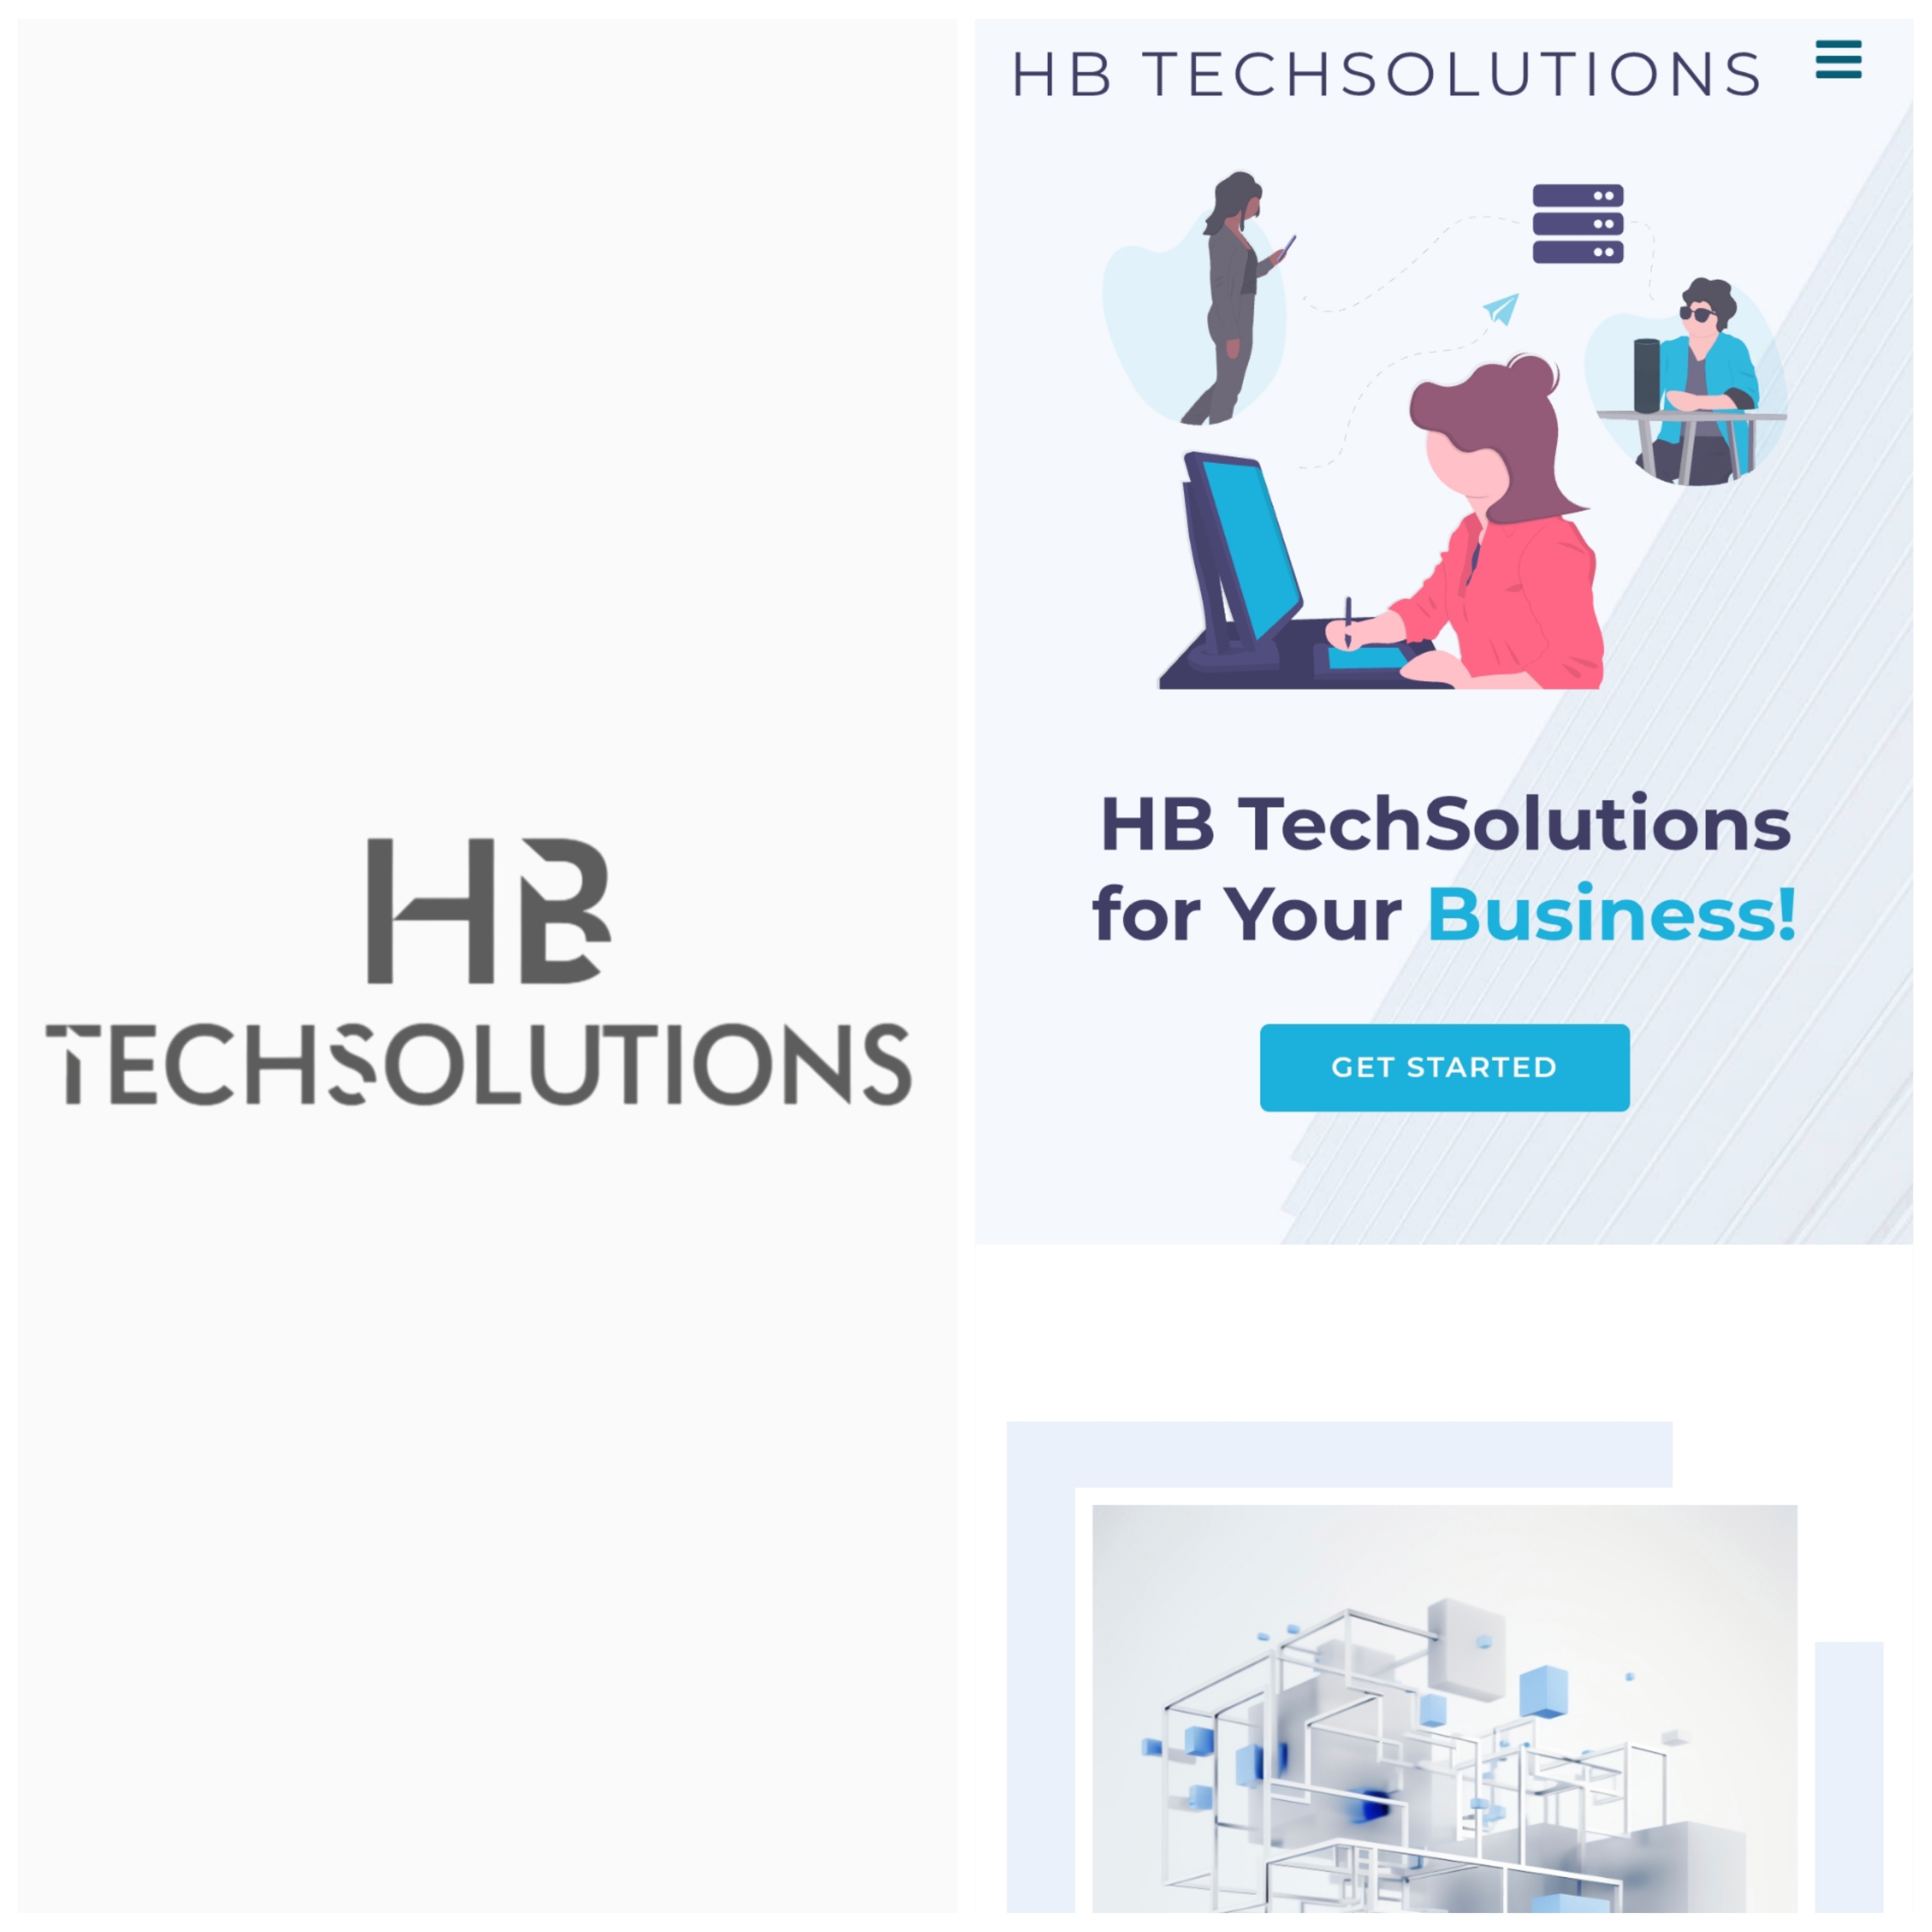 HB
TECHSOLUTIONS
HB TECHSOLUTIONS
HB TechSolutions
for Your Business!
GET STARTED